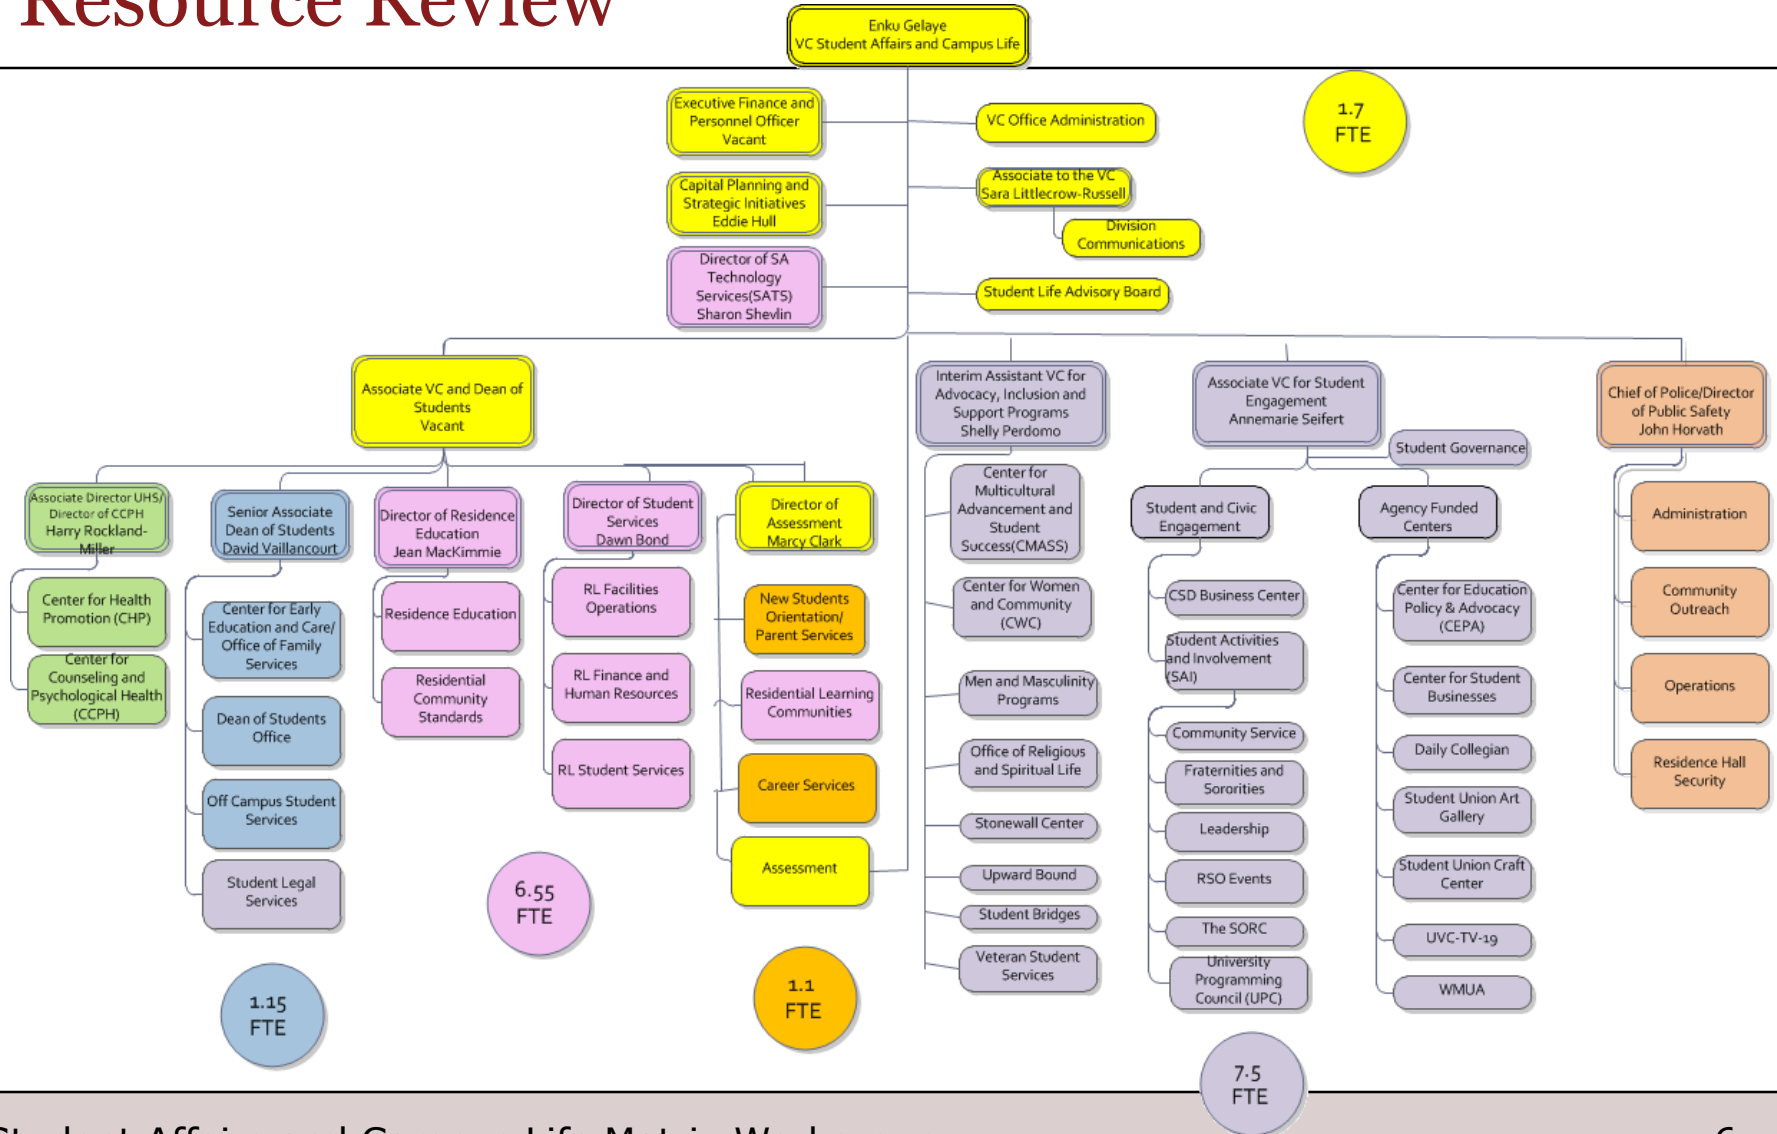 Resource Review
Enku Gelaye
VC Student Affairs and Campus Life
Executive Finance and
Personnel Officer
Vacant
VC Office Administration
1.7
FTE
Capital Planning and
Strategic Initiatives
Eddie Hull
Associate to the VC
Sara Littlecrow-Russell
Division
Communications
Director of SA
Technology
Services(SATS)
Sharon Shevlin
Student Life Advisory Board
Associate VC and Dean of
Students
Vacant
Interim Assistant VC for
Advocacy, Inclusion and
Support Programs
Shelly Perdomo
Associate VC for Student
Engagement
Annemarie Seifert
Student Governance
Chief of Police/Director
of Public Safety
John Horvath
Associate Director UHS/
Director of CCPH
Harry Rockland-
Miller
Center for Health
Promotion (CHP)
Center for
Counseling and
Psychological Health
(CCPH)
Senior Associate
Dean of Students
David Vaillancourt
Center for Early
Education and Care/
Office of Family
Services
Dean of Students
Office
Off Campus Student
Services
Student Legal
Services
1.15
FTE
Director of Residence
Education
Jean MacKimmie
Residence Education
Residential
Community
Standards
Director of Student
Services
Dawn Bond
RL Facilities
Operations
RL Finance and
Human Resources
RL Student Services
6.55
FTE
Director of
Assessment
Marcy Clark
New Students
Orientation/
Parent Services
Residential Learning
Communities
Career Services
Assessment
1.1
FTE
Center for
Multicultural
Advancement and
Student
Success(CMASS)
Center for Women
and Community
(CWC)
Men and Masculinity
Programs
Office of Religious
and Spiritual Life
Stonewall Center
Upward Bound
Student Bridges
Veteran Student
Services
Student and Civic
Engagement
CSD Business Center
Student Activities
and Involvement
(SAI)
Community Service
Fraternities and
Sororities
Leadership
RSO Events
The SORC
University
Programming
Council (UPC)
7.5
FTE
Agency Funded
Centers
Center for Education
Policy & Advocacy
(CEPA)
Center for Student
Businesses
Daily Collegian
Student Union Art
Gallery
Student Union Craft
Center
UVC-TV-19
WMUA
Administration
Community
Outreach
Operations
Residence Hall
Security
Student Affairs and Campus Life Matrix
6